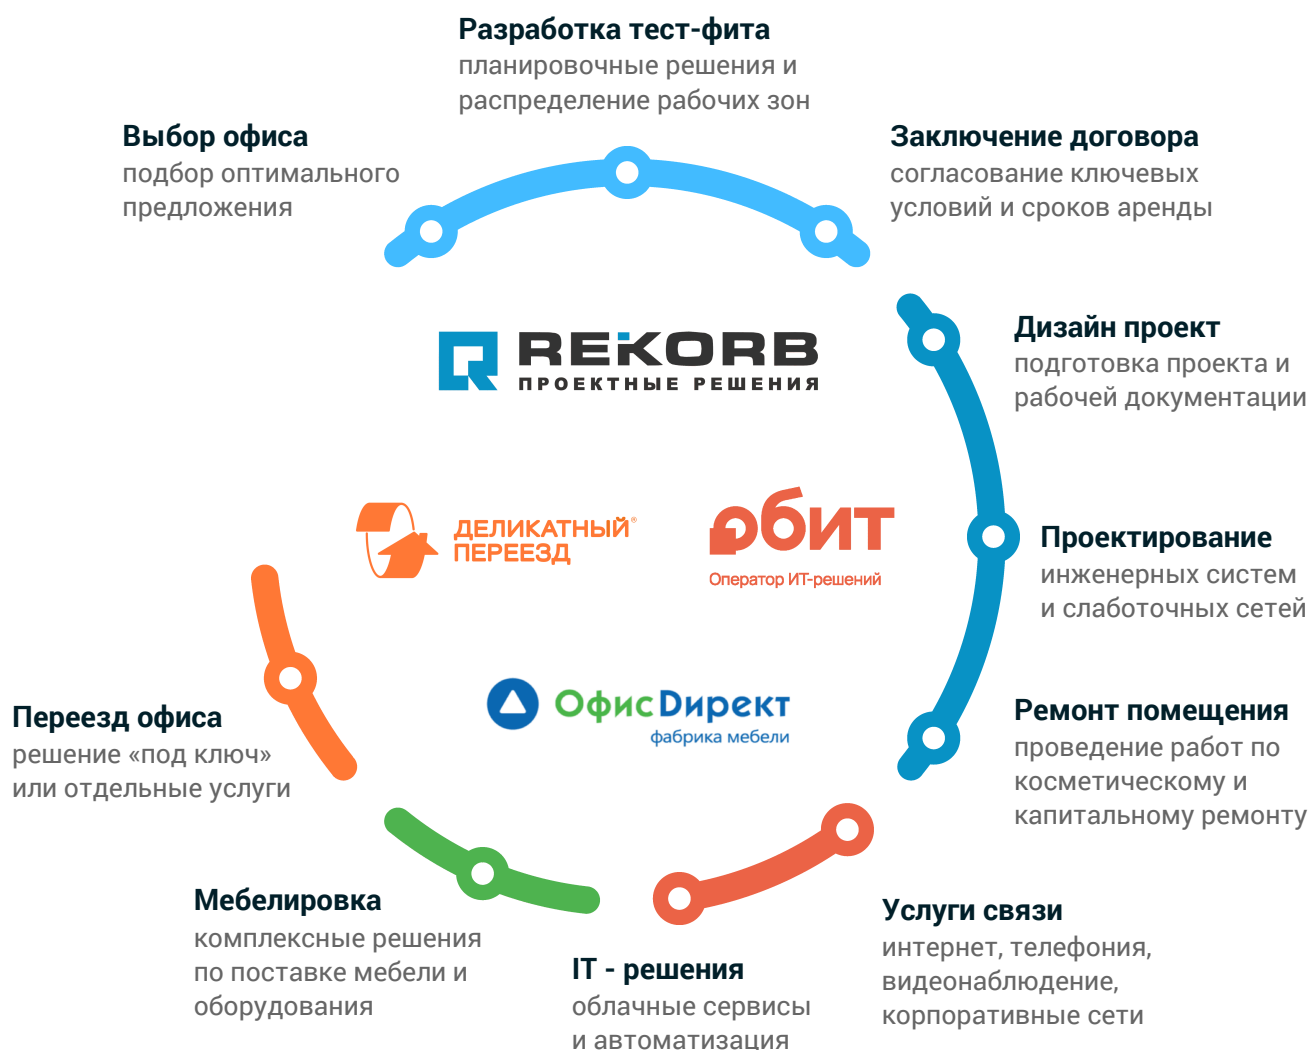 Разработка тест-фита
планировочные решения и
распределение рабочих зон
Выбор офиса
подбор оптимального
предложения
Заключение договора
согласование ключевых
условий и сроков аренды
REKORB
ПРОЕКТНЫЕ РЕШЕНИЯ
Дизайн проект
подготовка проекта и
рабочей документации
ДЕЛИКАТНЫЙ®
ПЕРЕЕЗД
обит
Оператор ИТ-решений
Проектирование
инженерных систем
и слаботочных сетей
ОфисDирект
фабрика мебели
Переезд офиса
решение «под ключ»
или отдельные услуги
Ремонт помещения
проведение работ по
косметическому и
капитальному ремонту
Мебелировка
комплексные решения
по поставке мебели и
оборудования
IT - решения
облачные сервисы
и автоматизация
Услуги связи
интернет, телефония,
видеонаблюдение,
корпоративные сети